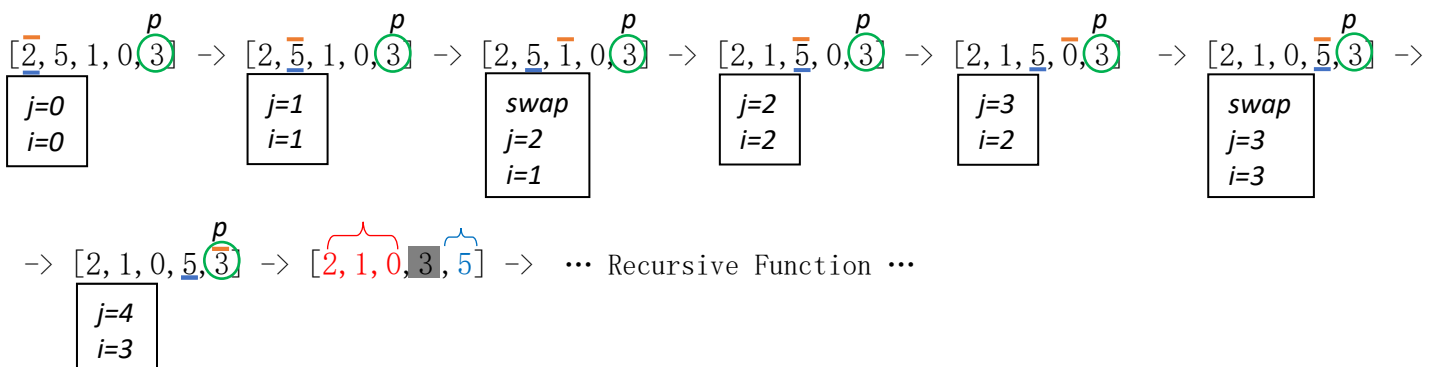 p p p p p p
[2, 5, 1, 0, 3] -> [2, 5, 1, 0, 3] -> [2, 5, 1, 0, 3] -> [2, 1, 5, 0, 3] -> [2, 1, 5, 0, 3] -> [2, 1, 0, 5, 3] ->
j=0 j=1 swap j=2 j=3 swap
i=0 i=1 j=2 i=2 i=2 j=3
i=1 i=3
p
-> [2, 1, 0, 5, 3] -> [2, 1, 0, 3, 5] -> … Recursive Function …
j=4
i=3